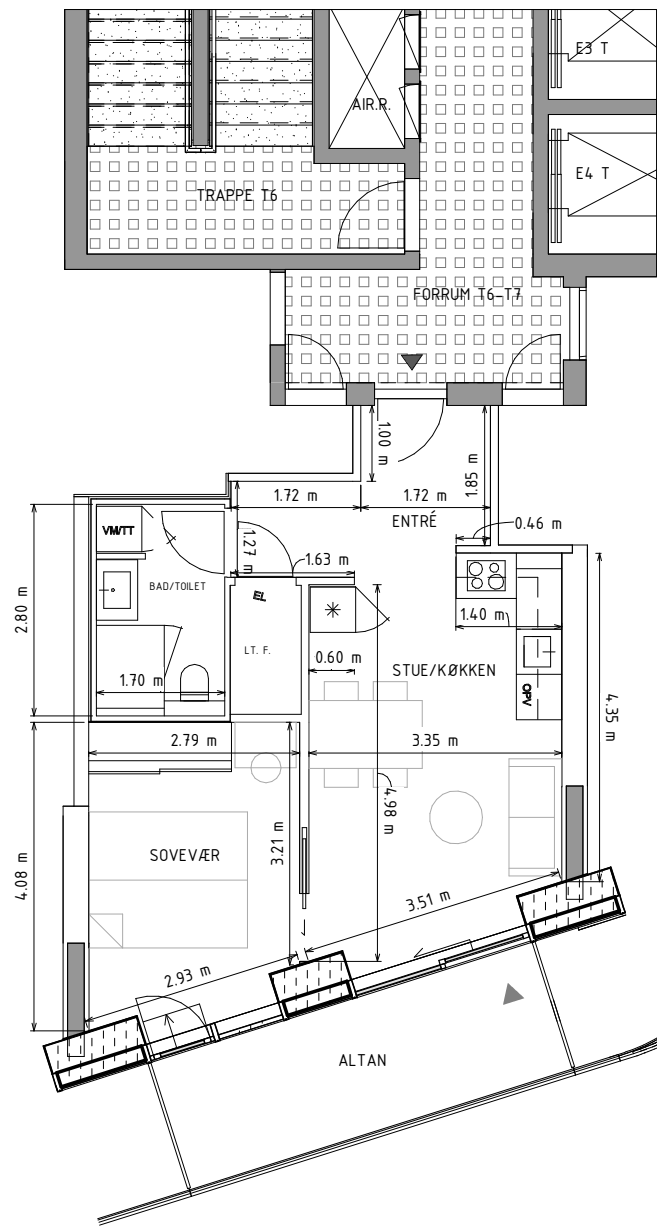 E3 T
AIR.R.
E4 T
TRAPPE T6
FORRUM T6-T7
1.00 m
1.85 m
1.72 m
1.72 m
ENTRÉ
0.46 m
VM/TT
1.27 m
1.63 m
BAD/TOILET
EL
1.40 m
2.80 m
LT. F.
0.60 m
STUE/KØKKEN
1.70 m
OPV
4.35 m
2.79 m
3.35 m
4.98 m
3.21 m
SOVEVÆR
4.08 m
3.51 m
2.93 m
ALTAN